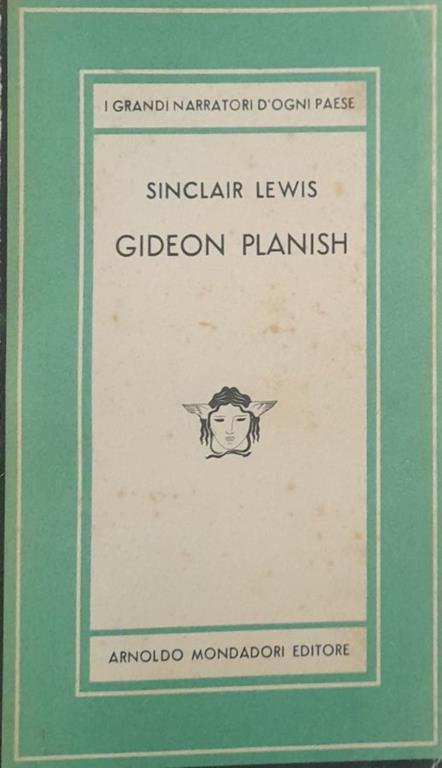 I GRANDI NARRATORI D'OGNI PAESE
SINCLAIR LEWIS
GIDEON PLANISH
ARNOLDO MONDADORI EDITORE